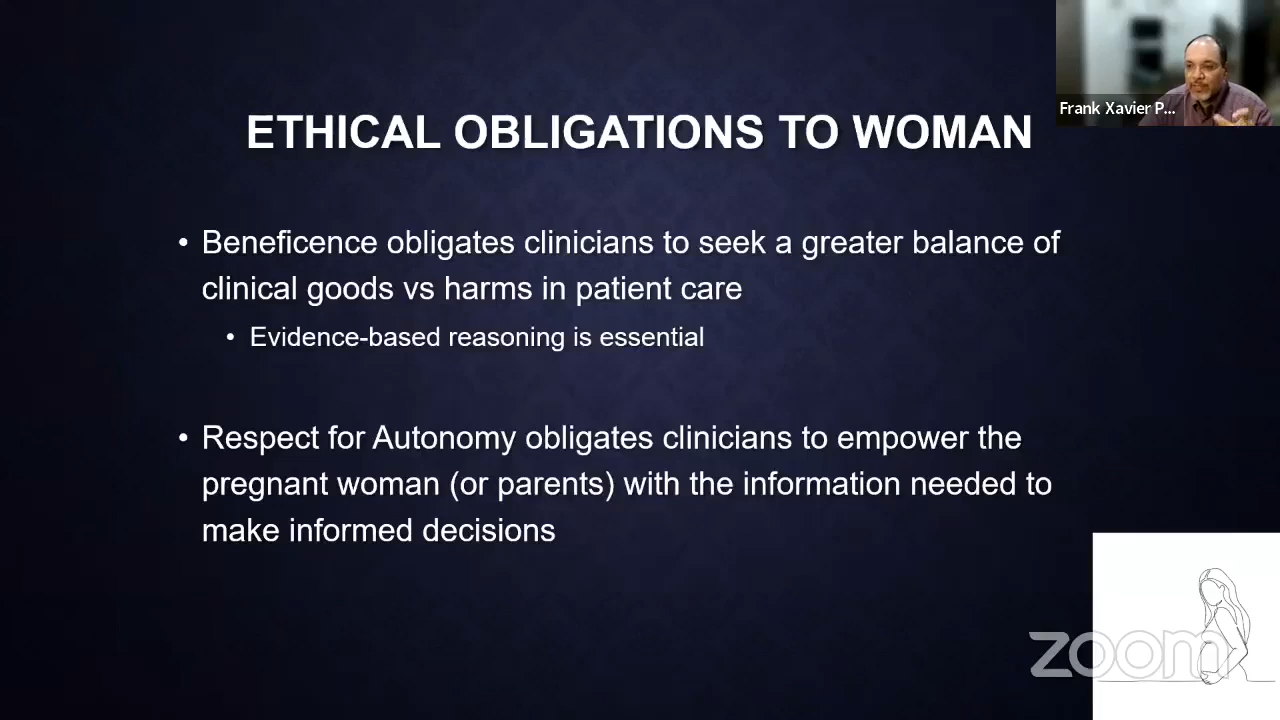 Frank Xavier P...
ETHICAL OBLIGATIONS TO WOMAN
• Beneficence obligates clinicians to seek a greater balance of
clinical goods vs harms in patient care
• Evidence-based reasoning is essential
• Respect for Autonomy obligates clinicians to empower the
pregnant woman (or parents) with the information needed to
make informed decisions
zoom